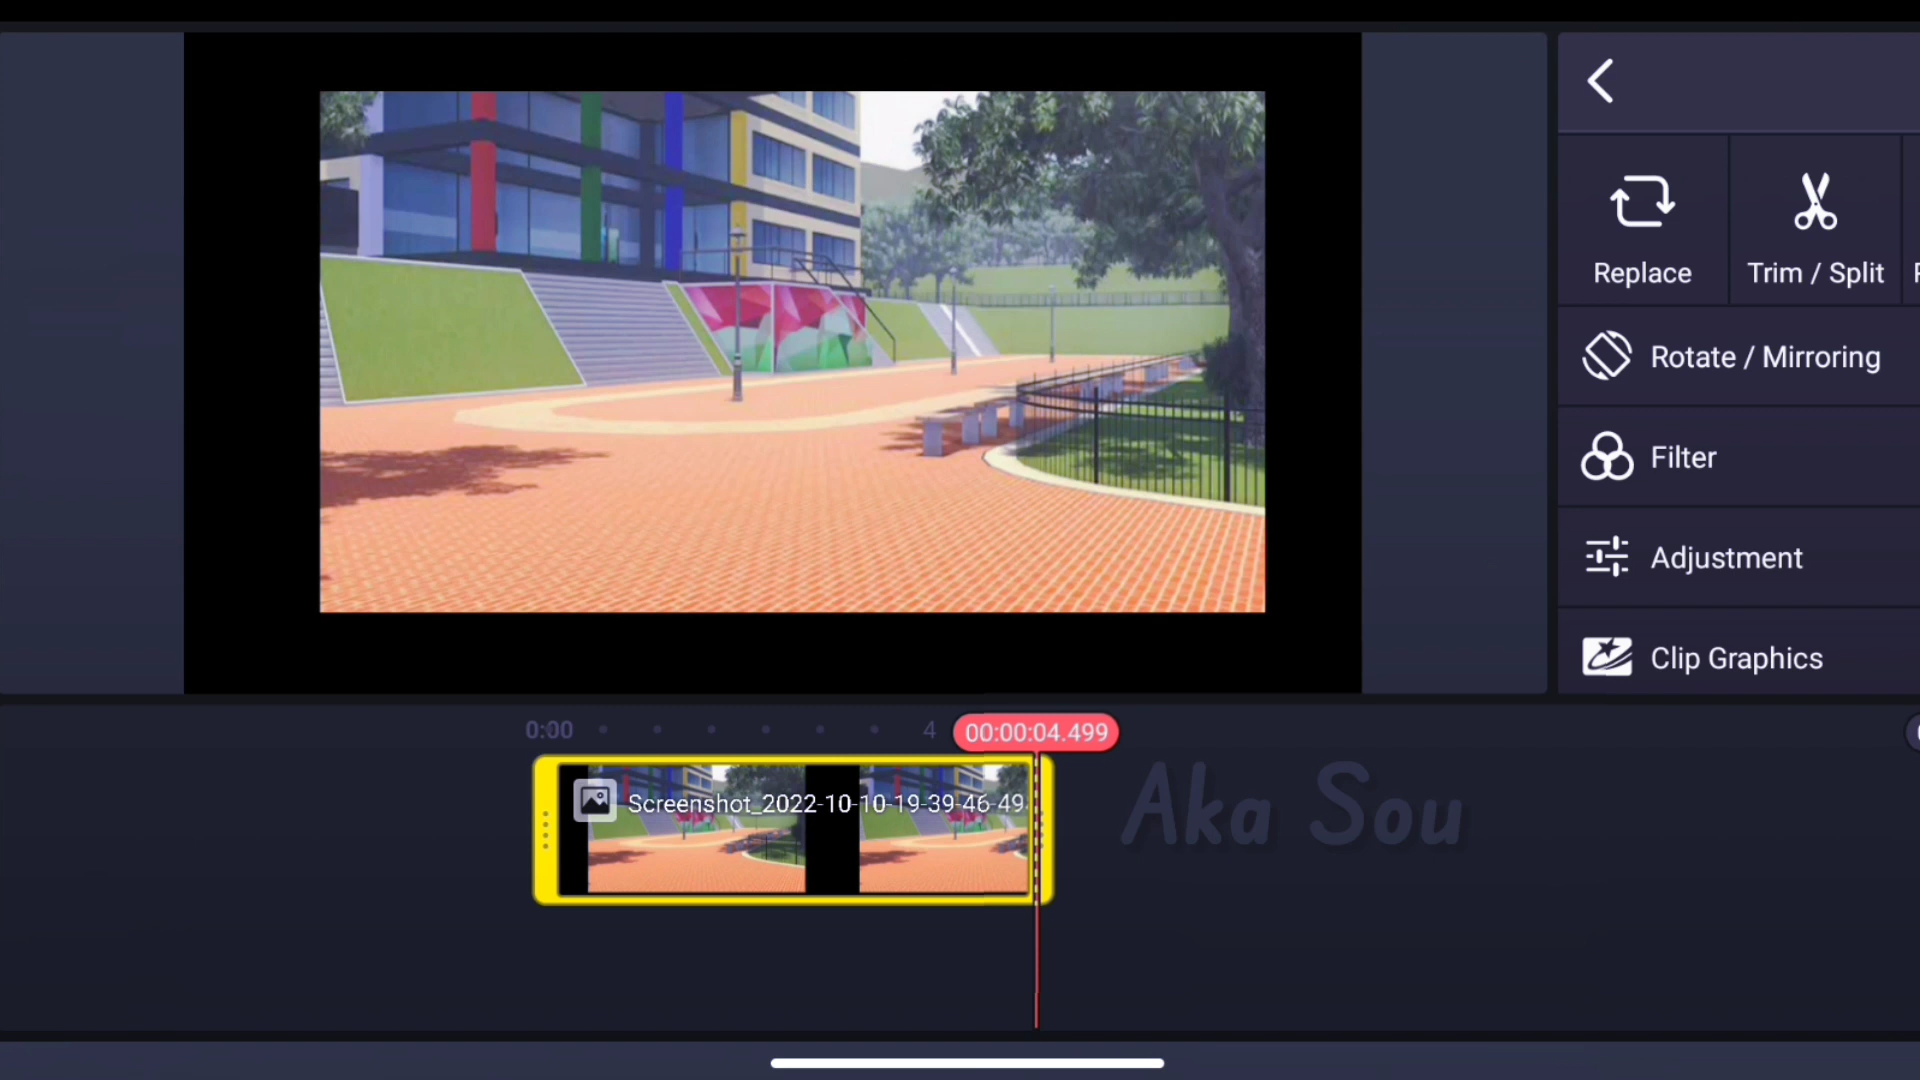 Replace
Trim / Split
Rotate / Mirroring
Filter
Adjustment
Clip Graphics
0:00
4
00:00:04.499
Screenshot_2022-10-10-19-39-46-49
Aka Sou